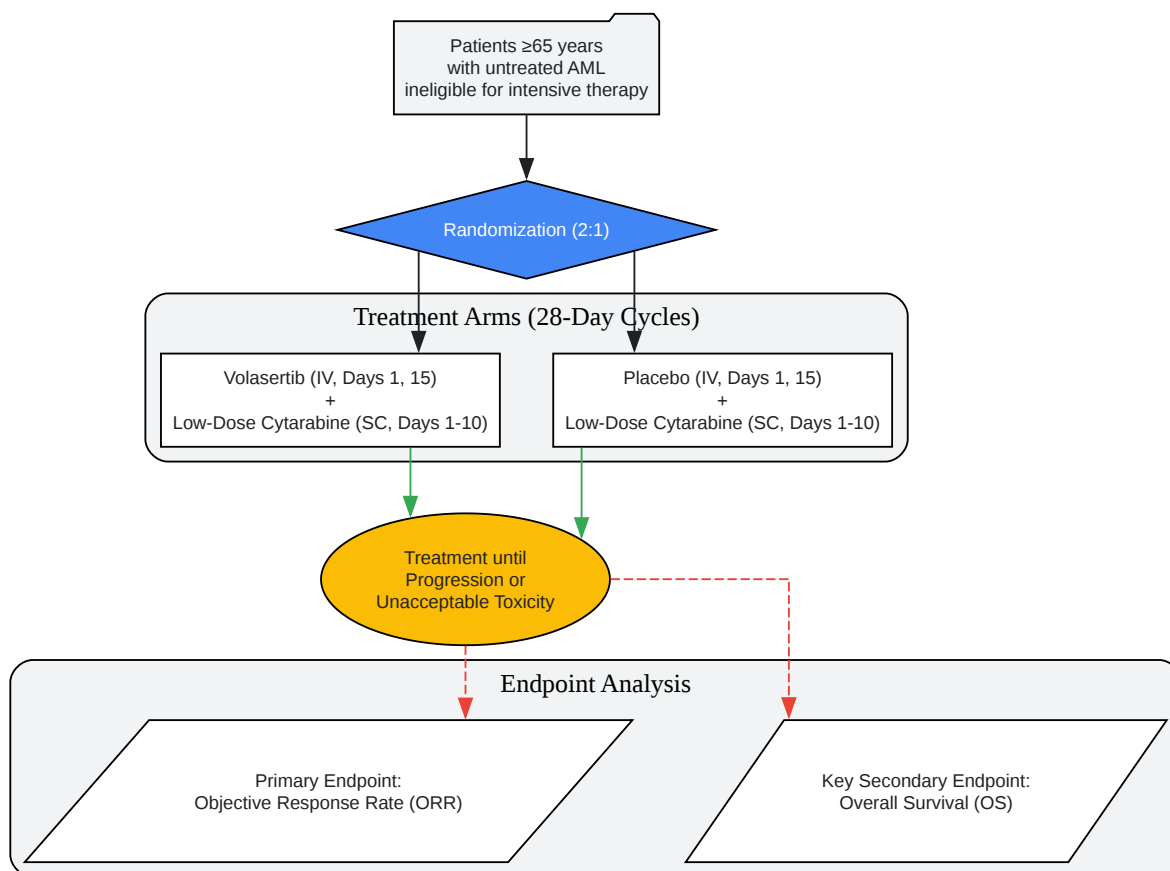 Patients ≥65 years
with untreated AML
ineligible for intensive therapy
Randomization (2:1)
Treatment Arms (28-Day Cycles)
Volasertib (IV, Days 1, 15)
+
Low-Dose Cytarabine (SC, Days 1-10)
Placebo (IV, Days 1, 15)
+
Low-Dose Cytarabine (SC, Days 1-10)
Treatment until
Progression or
Unacceptable Toxicity
Endpoint Analysis
Primary Endpoint:
Objective Response Rate (ORR)
Key Secondary Endpoint:
Overall Survival (OS)